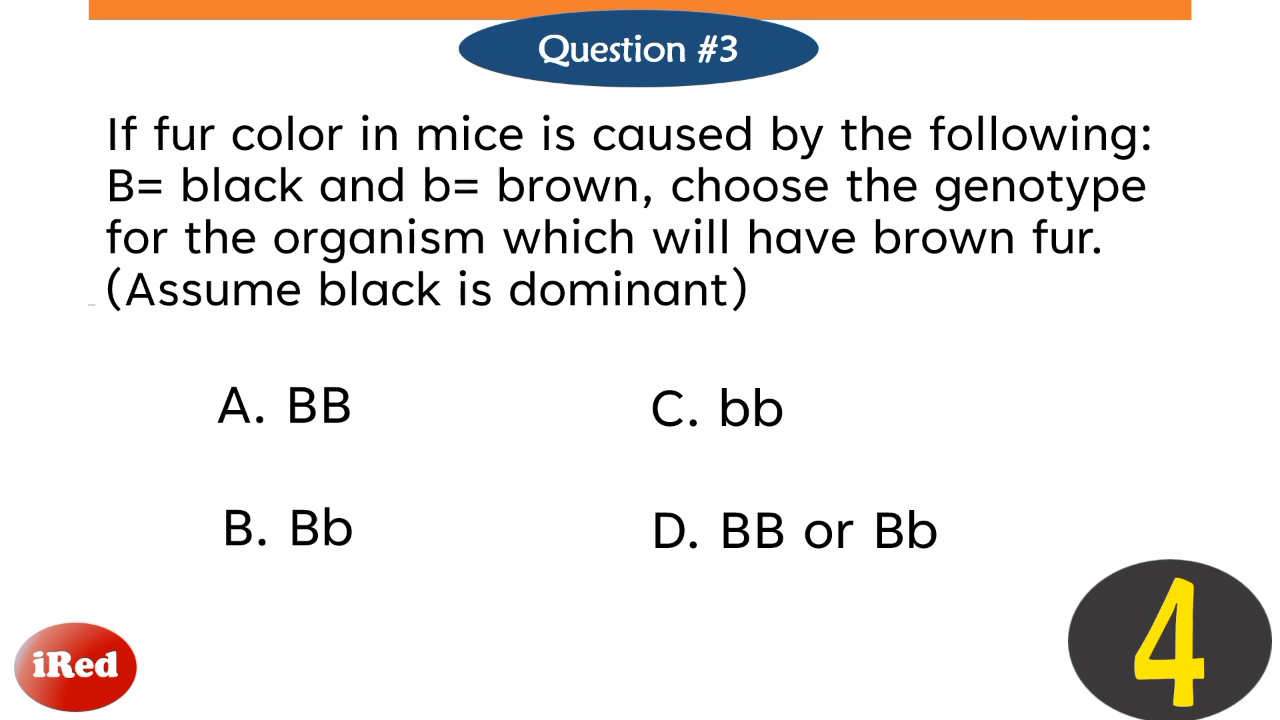 Question #3
If fur color in mice is caused by the following:
B= black and b= brown, choose the genotype
for the organism which will have brown fur.
(Assume black is dominant)
A. BB
C. bb
B. Bb
D. BB or Bb
iRed
4